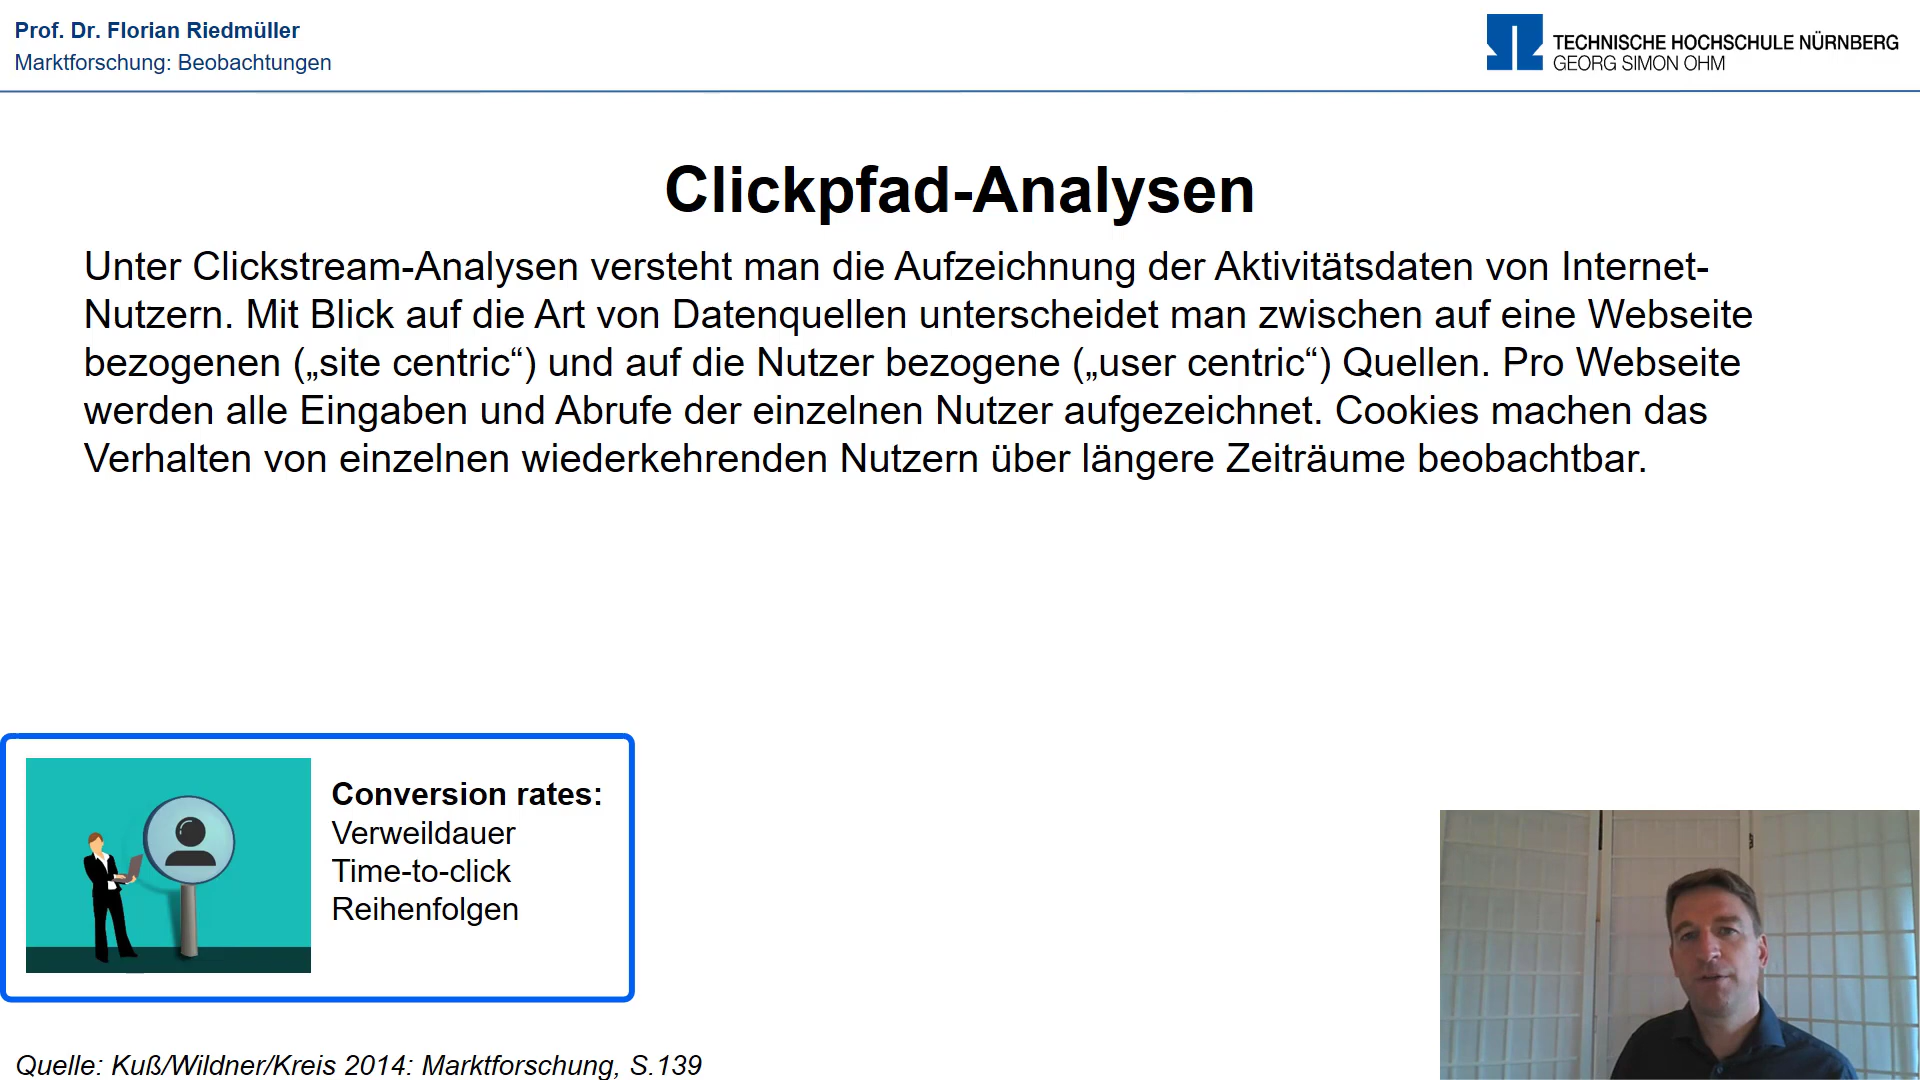 Prof. Dr. Florian Riedmüller
Marktforschung: Beobachtungen
TECHNISCHE HOCHSCHULE NÜRNBERG
GEORG SIMON OHM
Clickpfad-Analysen
Unter Clickstream-Analysen versteht man die Aufzeichnung der Aktivitätsdaten von Internet-
Nutzern. Mit Blick auf die Art von Datenquellen unterscheidet man zwischen auf eine Webseite
bezogenen („site centric“) und auf die Nutzer bezogene („user centric“) Quellen. Pro Webseite
werden alle Eingaben und Abrufe der einzelnen Nutzer aufgezeichnet. Cookies machen das
Verhalten von einzelnen wiederkehrenden Nutzern über längere Zeiträume beobachtbar.
Conversion rates:
Verweildauer
Time-to-click
Reihenfolgen
Quelle: Kuß/Wildner/Kreis 2014: Marktforschung, S.139